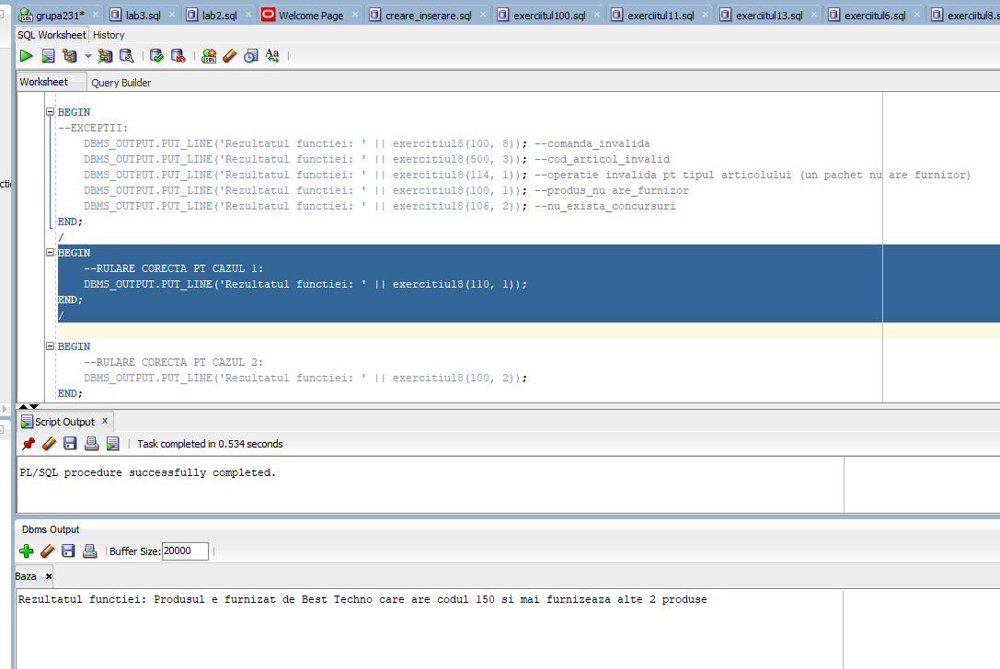 grupa231* × lab3.sql × lab2.sql × Welcome Page × creare_inserare.sql × exerciitul100.sql × exerciitul11.sql × exerciitul13.sql × exerciitul6.sql × exerciitul8.s
SQL Worksheet History
Worksheet Query Builder
BEGIN
--EXCEPTII:
DBMS_OUTPUT.PUT_LINE('Rezultatul functiei: ' || exercitiul8(100, 8)); --comanda_invalida
DBMS_OUTPUT.PUT_LINE('Rezultatul functiei: ' || exercitiul8(500, 3)); --cod_articol_invalid
DBMS_OUTPUT.PUT_LINE('Rezultatul functiei: ' || exercitiul8(114, 1)); --operatie invalida pt tipul articolului (un pachet nu are furnizor)
DBMS_OUTPUT.PUT_LINE('Rezultatul functiei: ' || exercitiul8(100, 1)); --produs_nu are_furnizor
DBMS_OUTPUT.PUT_LINE('Rezultatul functiei: ' || exercitiul8(106, 2)); --nu_exista_concursuri
END;
/
BEGIN
--RULARE CORECTA PT CAZUL 1:
DBMS_OUTPUT.PUT_LINE('Rezultatul functiei: ' || exercitiul8(110, 1));
END;
/
BEGIN
--RULARE CORECTA PT CAZUL 2:
DBMS_OUTPUT.PUT_LINE('Rezultatul functiei: ' || exercitiul8(100, 2));
END;
Script Output ×
Task completed in 0.534 seconds
PL/SQL procedure successfully completed.
Dbms Output
Buffer Size: 20000
Baza ×
Rezultatul functiei: Produsul e furnizat de Best Techno care are codul 150 si mai furnizeaza alte 2 produse